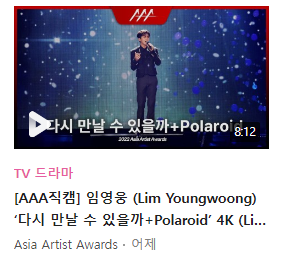 AAA
다시 만날 수 있을까+Polaroid
2022 Asia Artist Awards
8:12
TV 드라마
[AAA직캠] 임영웅 (Lim Youngwoong)
‘다시 만날 수 있을까+Polaroid’ 4K (Li...
Asia Artist Awards · 어제